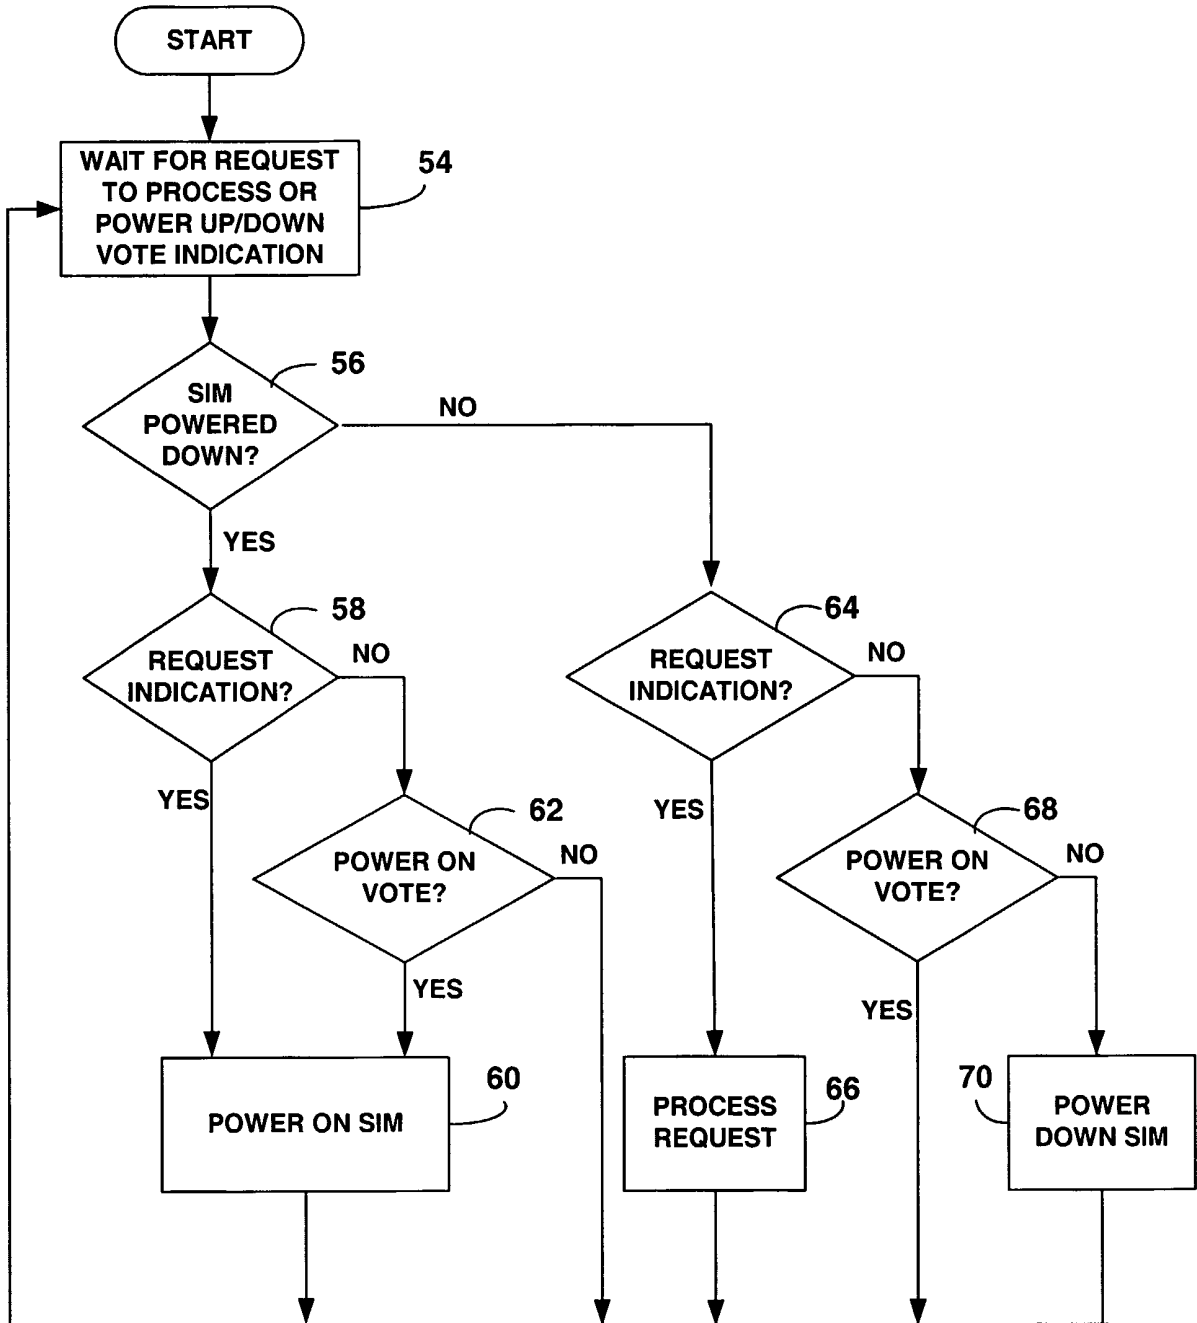 START
WAIT FOR REQUEST
TO PROCESS OR
POWER UP/DOWN
VOTE INDICATION
54
SIM
POWERED
DOWN?
56
NO
YES
REQUEST
INDICATION?
58
NO
YES
REQUEST
INDICATION?
64
NO
YES
POWER ON
VOTE?
62
NO
YES
POWER ON
VOTE?
68
NO
YES
POWER ON SIM
60
PROCESS
REQUEST
66
70
POWER
DOWN SIM